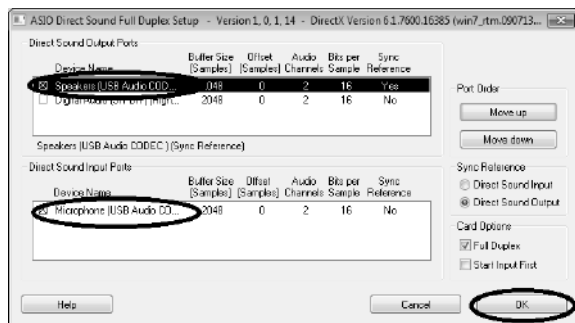 ASIO Direct Sound Full Duplex Setup - Version 1, 0, 1, 14 - DirectX Version 6.1.7600.16385 (win7_rtm.090713...
Direct Sound Output Ports
Device Name Buffer Size [Samples] Offset [Samples] Audio Channels Bits per Sample Sync Reference
Speakers (USB Audio COD... 2048 0 2 16 Yes
Digital Audio (S/PDIF) (High... 2048 0 2 16 No
Speakers (USB Audio CODEC ) (Sync Reference)
Direct Sound Input Ports
Device Name Buffer Size [Samples] Offset [Samples] Audio Channels Bits per Sample Sync Reference
Microphone (USB Audio CO... 2048 0 2 16 No
Port Order
Move up
Move down
Sync Reference
Direct Sound Input
Direct Sound Output
Card Options
Full Duplex
Start Input First
Help
Cancel
OK